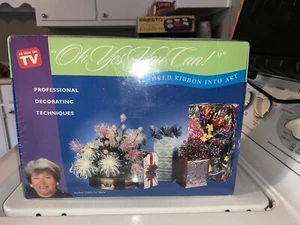 AS SEEN ON
TV
"Oh Yes You Can!"
RIBBON INTO ART
PROFESSIONAL
DECORATING
TECHNIQUES